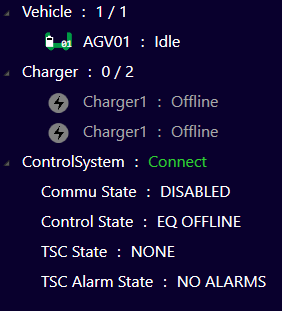 Vehicle : 1 / 1
01 AGV01 : Idle
Charger : 0 / 2
Charger1 : Offline
Charger1 : Offline
ControlSystem : Connect
Commu State : DISABLED
Control State : EQ OFFLINE
TSC State : NONE
TSC Alarm State : NO ALARMS